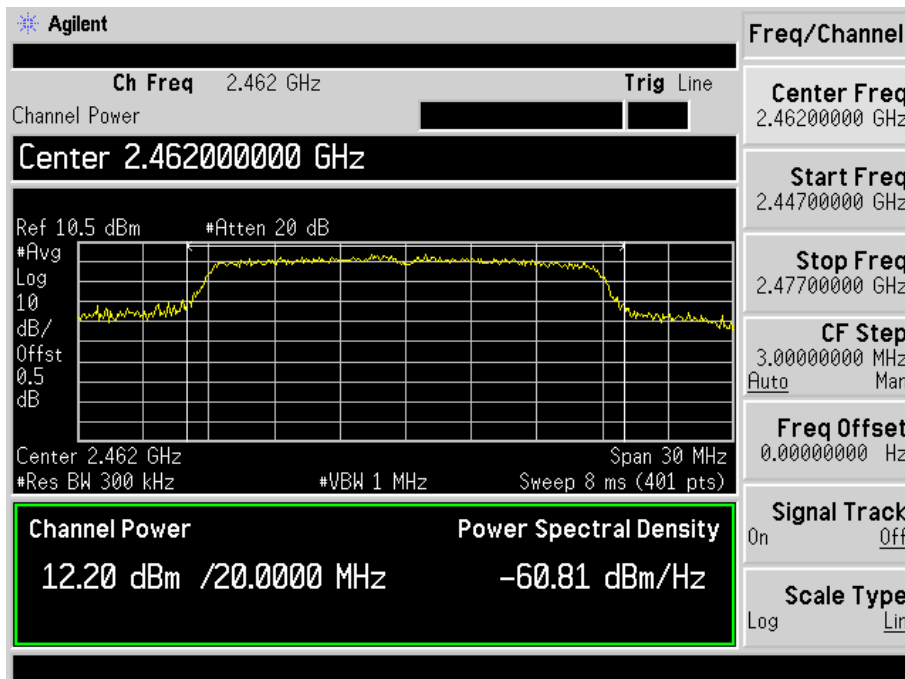 Agilent
Freq/Channel
Ch Freq 2.462 GHz Trig Line
Channel Power
Center 2.462000000 GHz
Ref 10.5 dBm #Atten 20 dB
#Avg
Log
10
dB/
Offst
0.5
dB
Center 2.462 GHz Span 30 MHz
#Res BW 300 kHz #VBW 1 MHz Sweep 8 ms (401 pts)
Channel Power Power Spectral Density
12.20 dBm /20.0000 MHz -60.81 dBm/Hz
Center Freq
2.46200000 GHz
Start Freq
2.44700000 GHz
Stop Freq
2.47700000 GHz
CF Step
3.00000000 MHz
Auto Man
Freq Offset
0.00000000 Hz
Signal Track
On Off
Scale Type
Log Lin